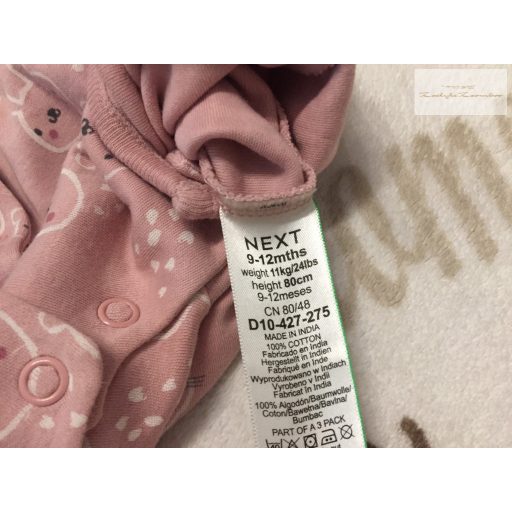 NEXT
9-12mths
weight 11kg/24lbs
height 80cm
9-12meses
CN 80/48
D10-427-275
MADE IN INDIA
100% COTTON
Fabricado en India
Hergestellt in Indien
Fabriqué en Inde
Wyprodukowano w Indiach
Vyrobeno v Indii
Fabricat in India
100% Algodón/Baumwolle/
Coton/Bawełna/Bavlna/
Bumbac
PART OF A 3 PACK
40